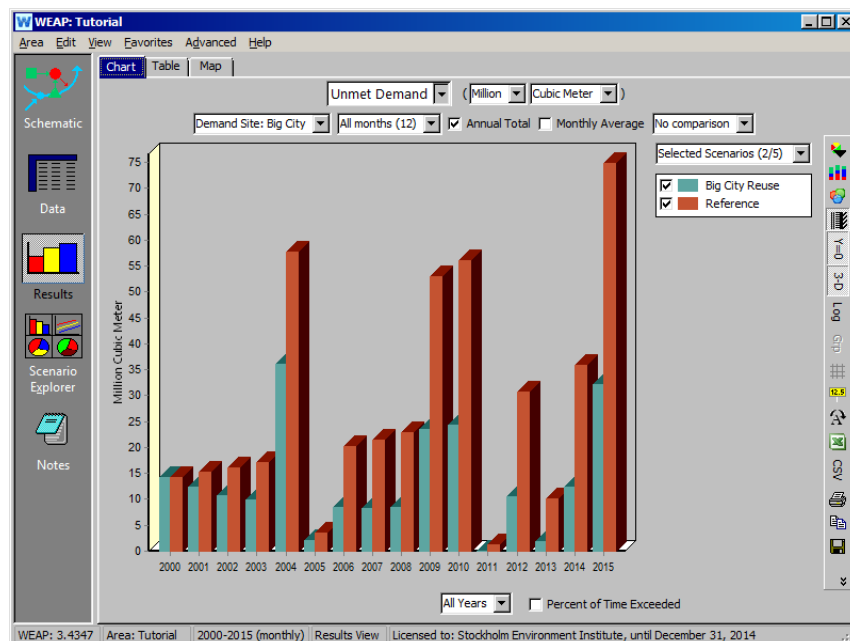 WEAP: Tutorial
Area Edit View Favorites Advanced Help
Chart Table Map
Unmet Demand ( Million Cubic Meter )
Demand Site: Big City All months (12) Annual Total Monthly Average No comparison
Selected Scenarios (2/5)
Big City Reuse
Reference
Schematic
Data
Results
Scenario
Explorer
Notes
Million Cubic Meter
75
70
65
60
55
50
45
40
35
30
25
20
15
10
5
0
2000 2001 2002 2003 2004 2005 2006 2007 2008 2009 2010 2011 2012 2013 2014 2015
Y=0
3-D
Log
Grp
12.5
A
CSV
All Years Percent of Time Exceeded
WEAP: 3.4347 Area: Tutorial 2000-2015 (monthly) Results View Licensed to: Stockholm Environment Institute, until December 31, 2014